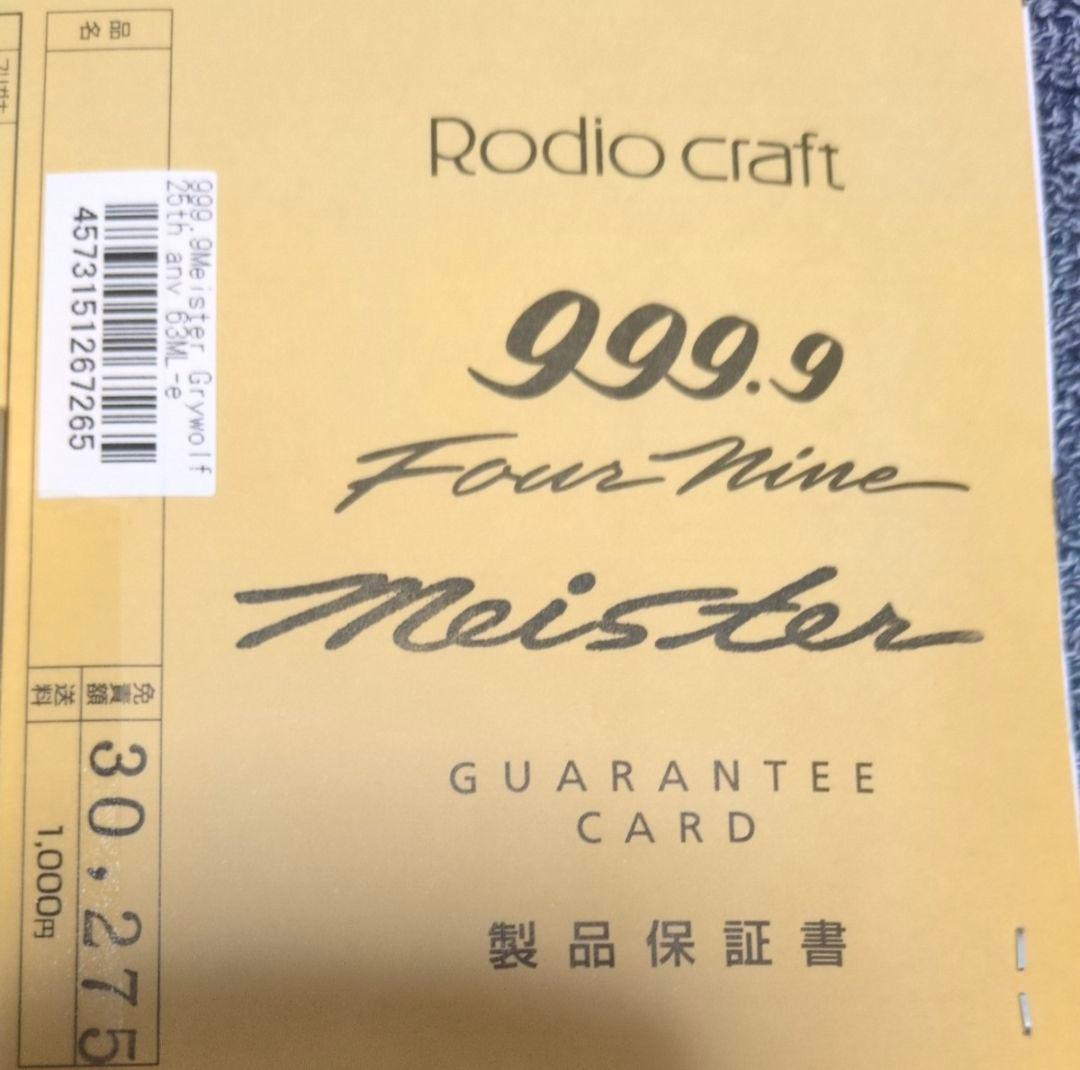 Rodio craft
999.9
Four Nine
Meister
GUARANTEE
CARD
製品保証書
品名
999.9Meister Grywolf
25th anv 63ML-e
4573151267265
免責額
30,275
送料
1,000円